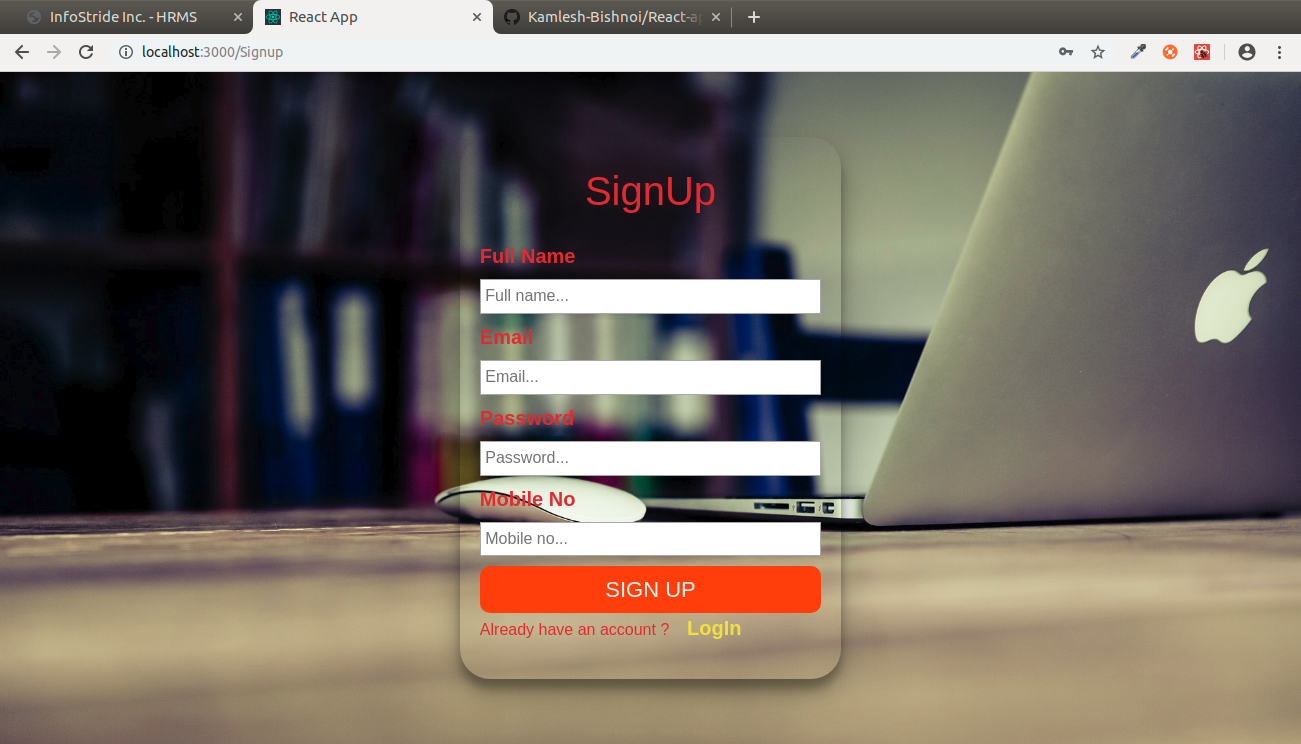 InfoStride Inc. - HRMS
React App
Kamlesh-Bishnoi/React-ap
localhost:3000/Signup
SignUp
Full Name
Full name...
Email
Email...
Password
Password...
Mobile No
Mobile no...
SIGN UP
Already have an account ? LogIn